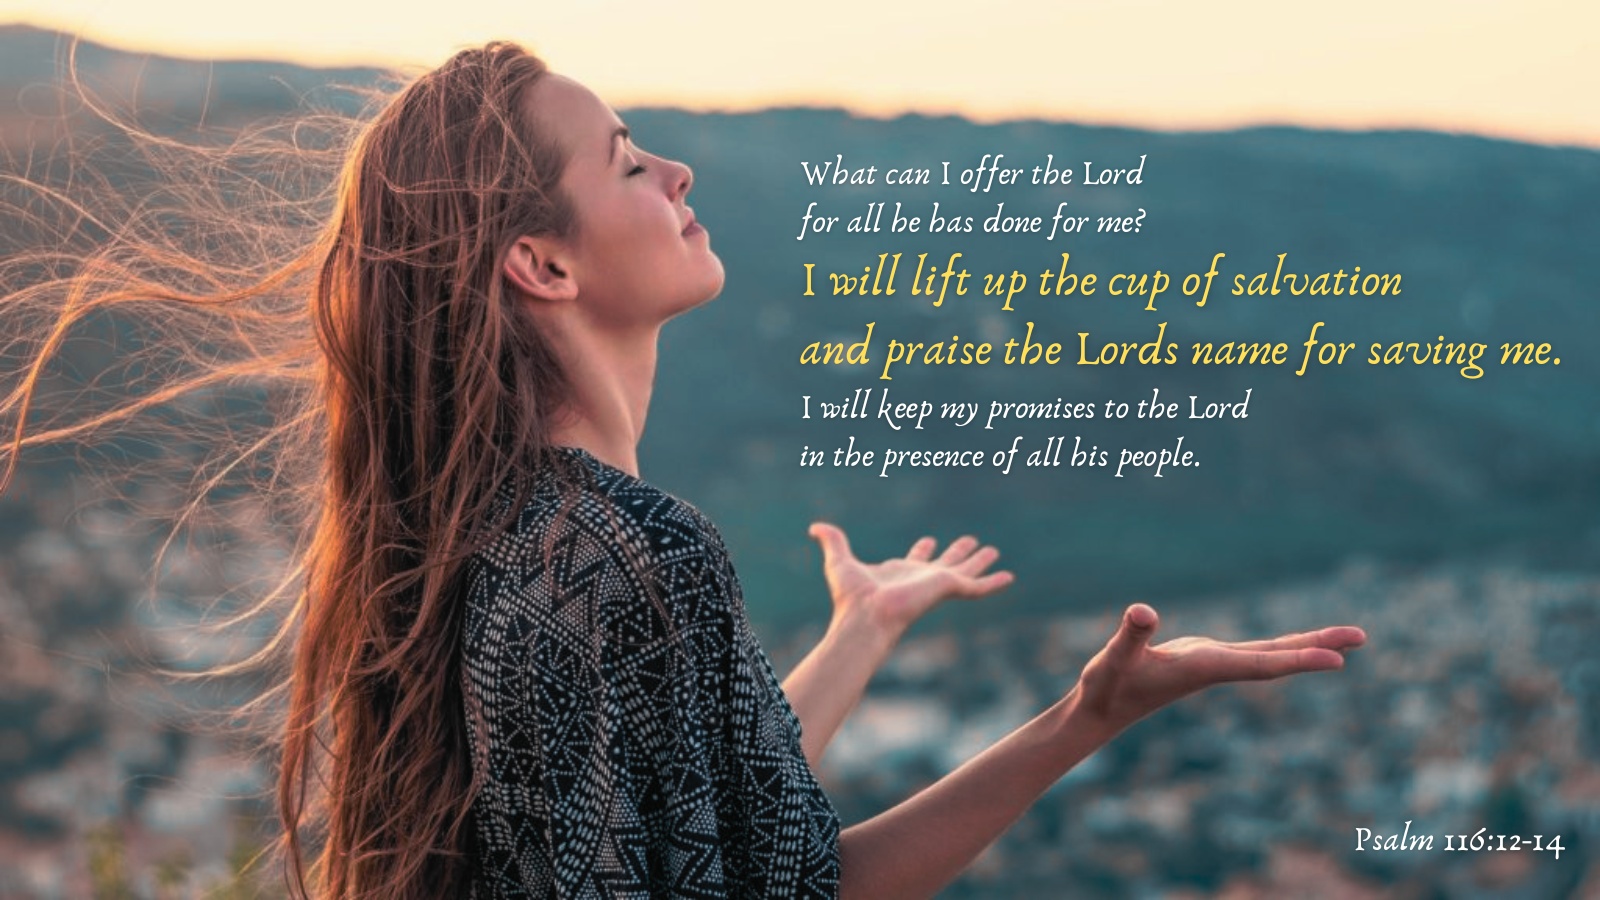 What can I offer the Lord
for all he has done for me?
I will lift up the cup of salvation
and praise the Lords name for saving me.
I will keep my promises to the Lord
in the presence of all his people.
Psalm 116:12-14